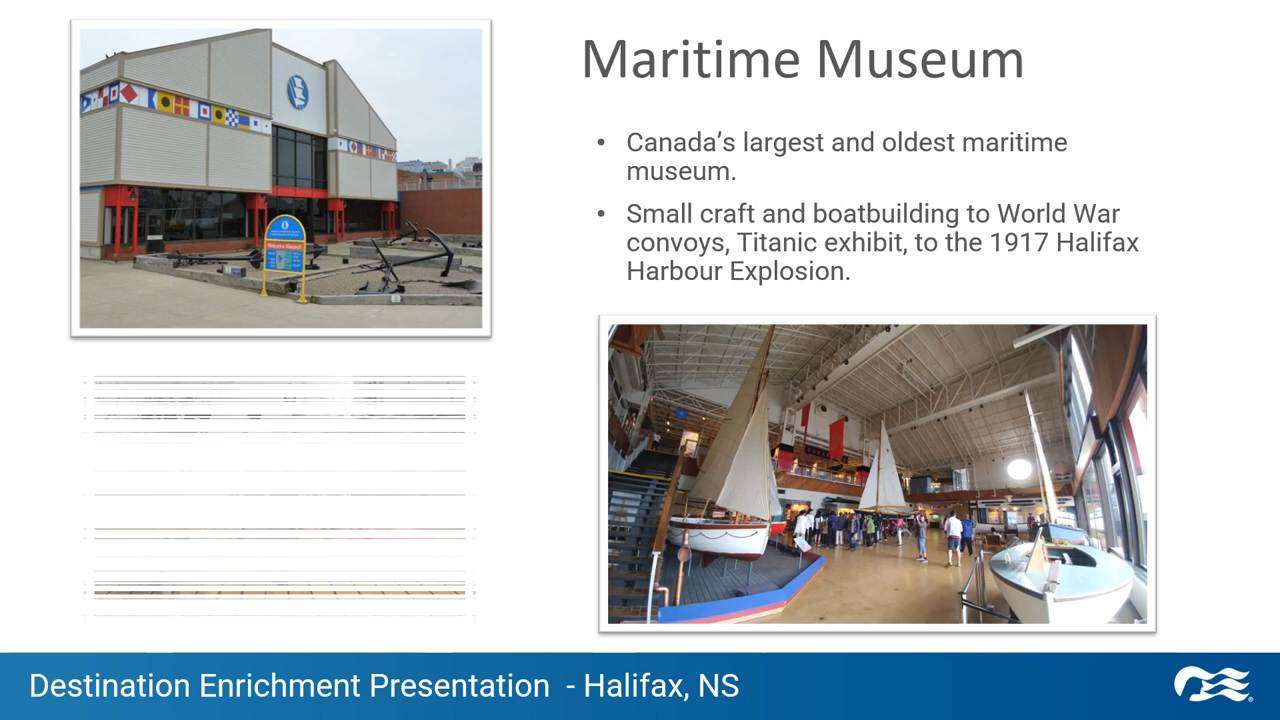 Maritime Museum
• Canada’s largest and oldest maritime
museum.
• Small craft and boatbuilding to World War
convoys, Titanic exhibit, to the 1917 Halifax
Harbour Explosion.
Destination Enrichment Presentation - Halifax, NS